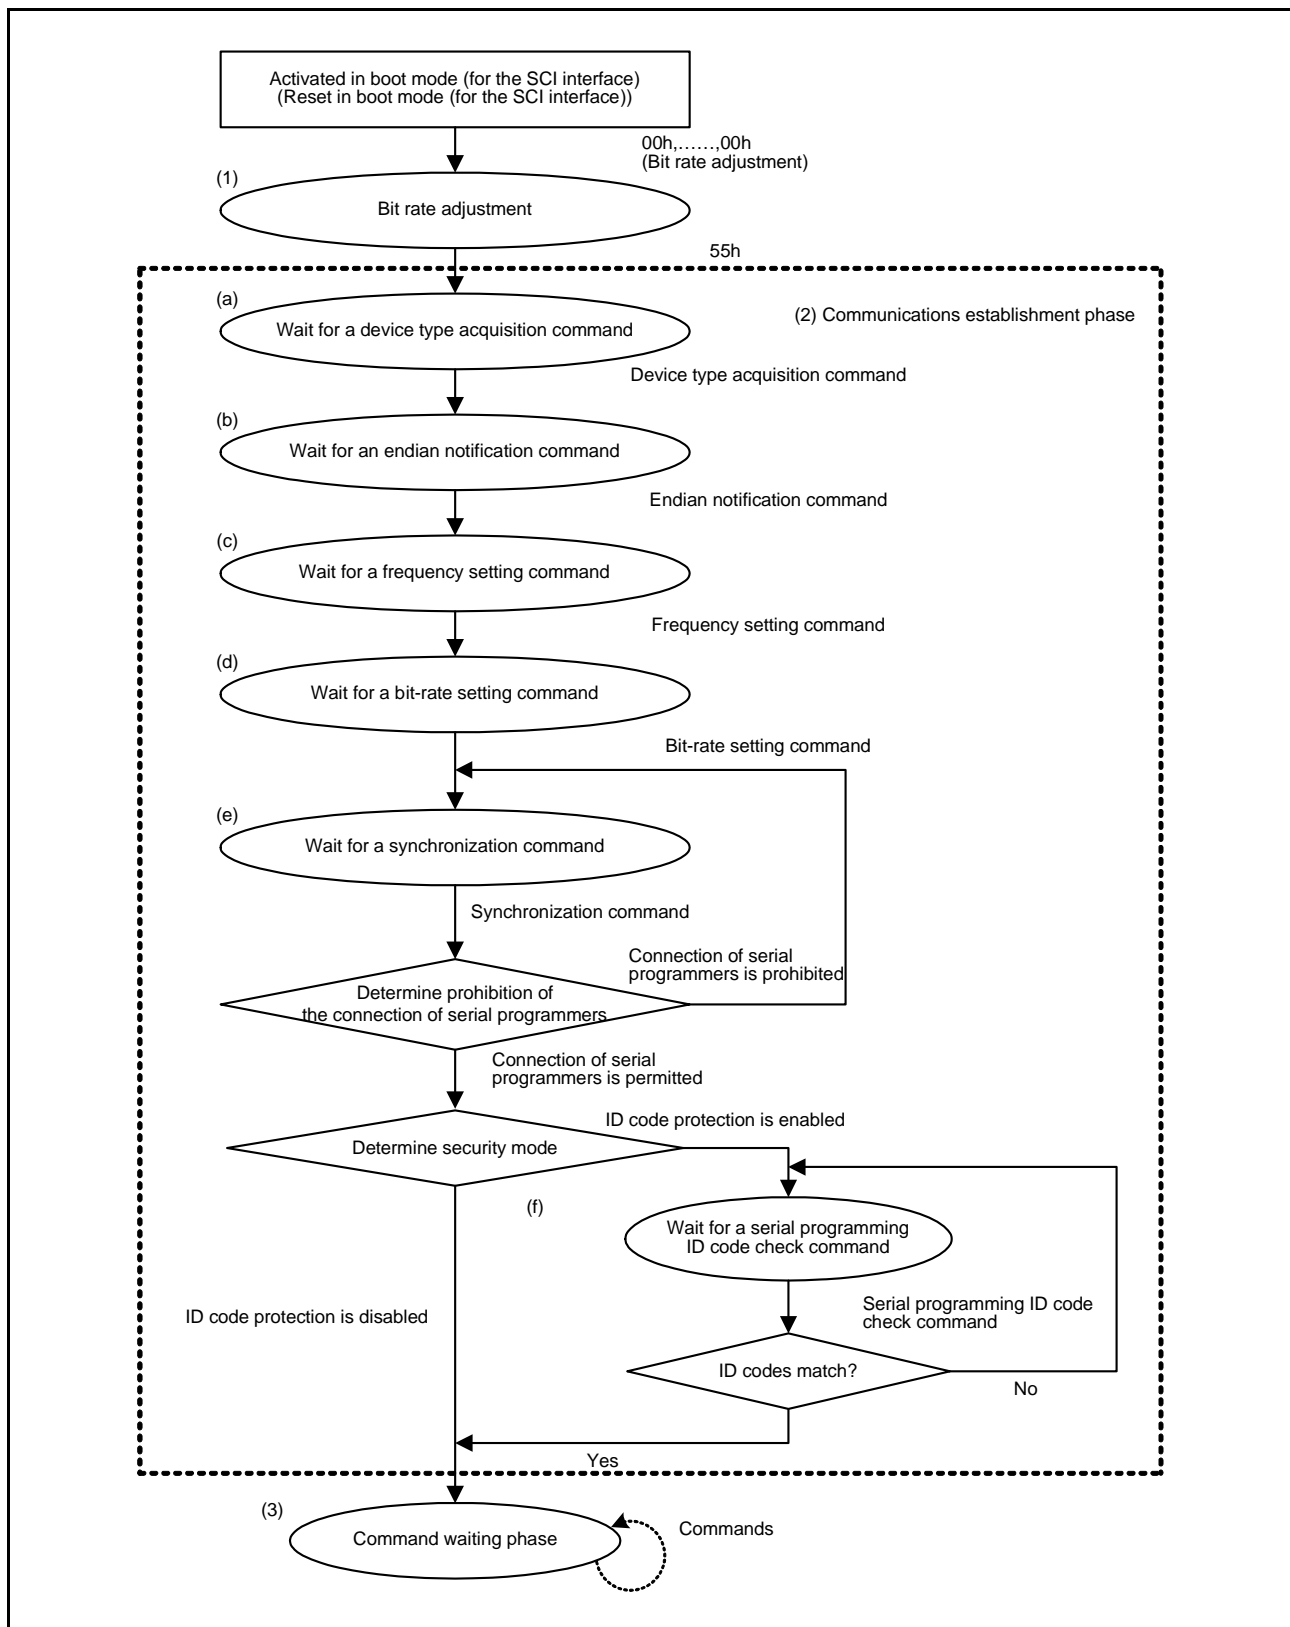 Activated in boot mode (for the SCI interface)
(Reset in boot mode (for the SCI interface))
00h,……,00h
(Bit rate adjustment)
(1)
Bit rate adjustment
55h
(a)
Wait for a device type acquisition command
(2) Communications establishment phase
Device type acquisition command
(b)
Wait for an endian notification command
Endian notification command
(c)
Wait for a frequency setting command
Frequency setting command
(d)
Wait for a bit-rate setting command
Bit-rate setting command
(e)
Wait for a synchronization command
Synchronization command
Connection of serial
programmers is prohibited
Determine prohibition of
the connection of serial programmers
Connection of serial
programmers is permitted
ID code protection is enabled
Determine security mode
(f)
Wait for a serial programming
ID code check command
ID code protection is disabled
Serial programming ID code
check command
ID codes match?
No
Yes
(3)
Command waiting phase
Commands